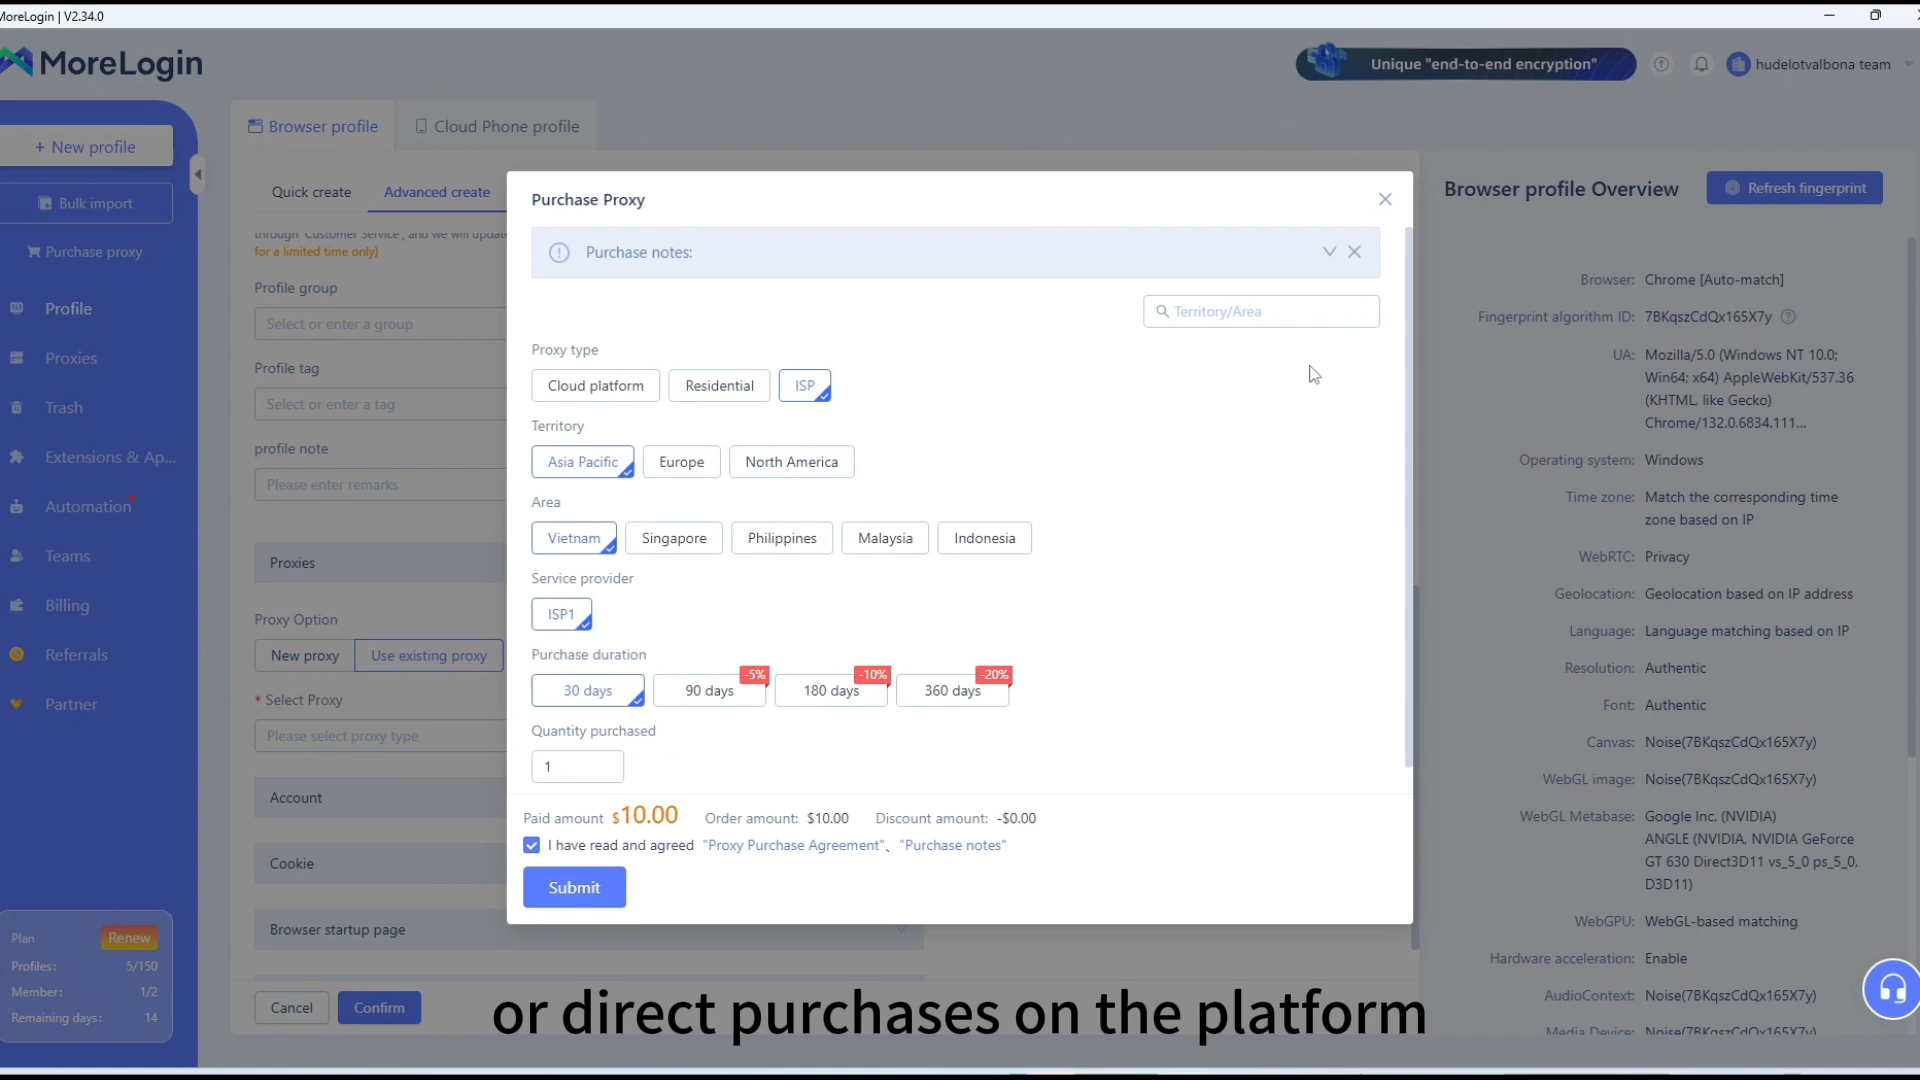 MoreLogin | V2.34.0
MoreLogin
Unique "end-to-end encryption"
hudelotvalbona team
+ New profile
Bulk import
Purchase proxy
Profile
Proxies
Trash
Extensions & Ap...
Automation
Teams
Billing
Referrals
Partner
Plan
Renew
Profiles: 5/150
Member: 1/2
Remaining days: 14
Browser profile
Cloud Phone profile
Quick create
Advanced create
through 'Customer Service', and we will updat
for a limited time only)
Profile group
Select or enter a group
Profile tag
Select or enter a tag
profile note
Please enter remarks
Proxies
Proxy Option
New proxy
Use existing proxy
* Select Proxy
Please select proxy type
Account
Cookie
Browser startup page
Cancel
Confirm
Purchase Proxy
Purchase notes:
Territory/Area
Proxy type
Cloud platform
Residential
ISP
Territory
Asia Pacific
Europe
North America
Area
Vietnam
Singapore
Philippines
Malaysia
Indonesia
Service provider
ISP1
Purchase duration
30 days
90 days
-5%
180 days
-10%
360 days
-20%
Quantity purchased
1
Paid amount $10.00 Order amount: $10.00 Discount amount: -$0.00
I have read and agreed "Proxy Purchase Agreement"、"Purchase notes"
Submit
Browser profile Overview
Refresh fingerprint
Browser: Chrome [Auto-match]
Fingerprint algorithm ID: 7BKqszCdQx165X7y
UA: Mozilla/5.0 (Windows NT 10.0;
Win64; x64) AppleWebKit/537.36
(KHTML, like Gecko)
Chrome/132.0.6834.111...
Operating system: Windows
Time zone: Match the corresponding time
zone based on IP
WebRTC: Privacy
Geolocation: Geolocation based on IP address
Language: Language matching based on IP
Resolution: Authentic
Font: Authentic
Canvas: Noise(7BKqszCdQx165X7y)
WebGL image: Noise(7BKqszCdQx165X7y)
WebGL Metabase: Google Inc. (NVIDIA)
ANGLE (NVIDIA, NVIDIA GeForce
GT 630 Direct3D11 vs_5_0 ps_5_0,
D3D11)
WebGPU: WebGL-based matching
Hardware acceleration: Enable
AudioContext: Noise(7BKqszCdQx165X7y)
Media Device: Noise(7BKqszCdQx165X7y)
or direct purchases on the platform